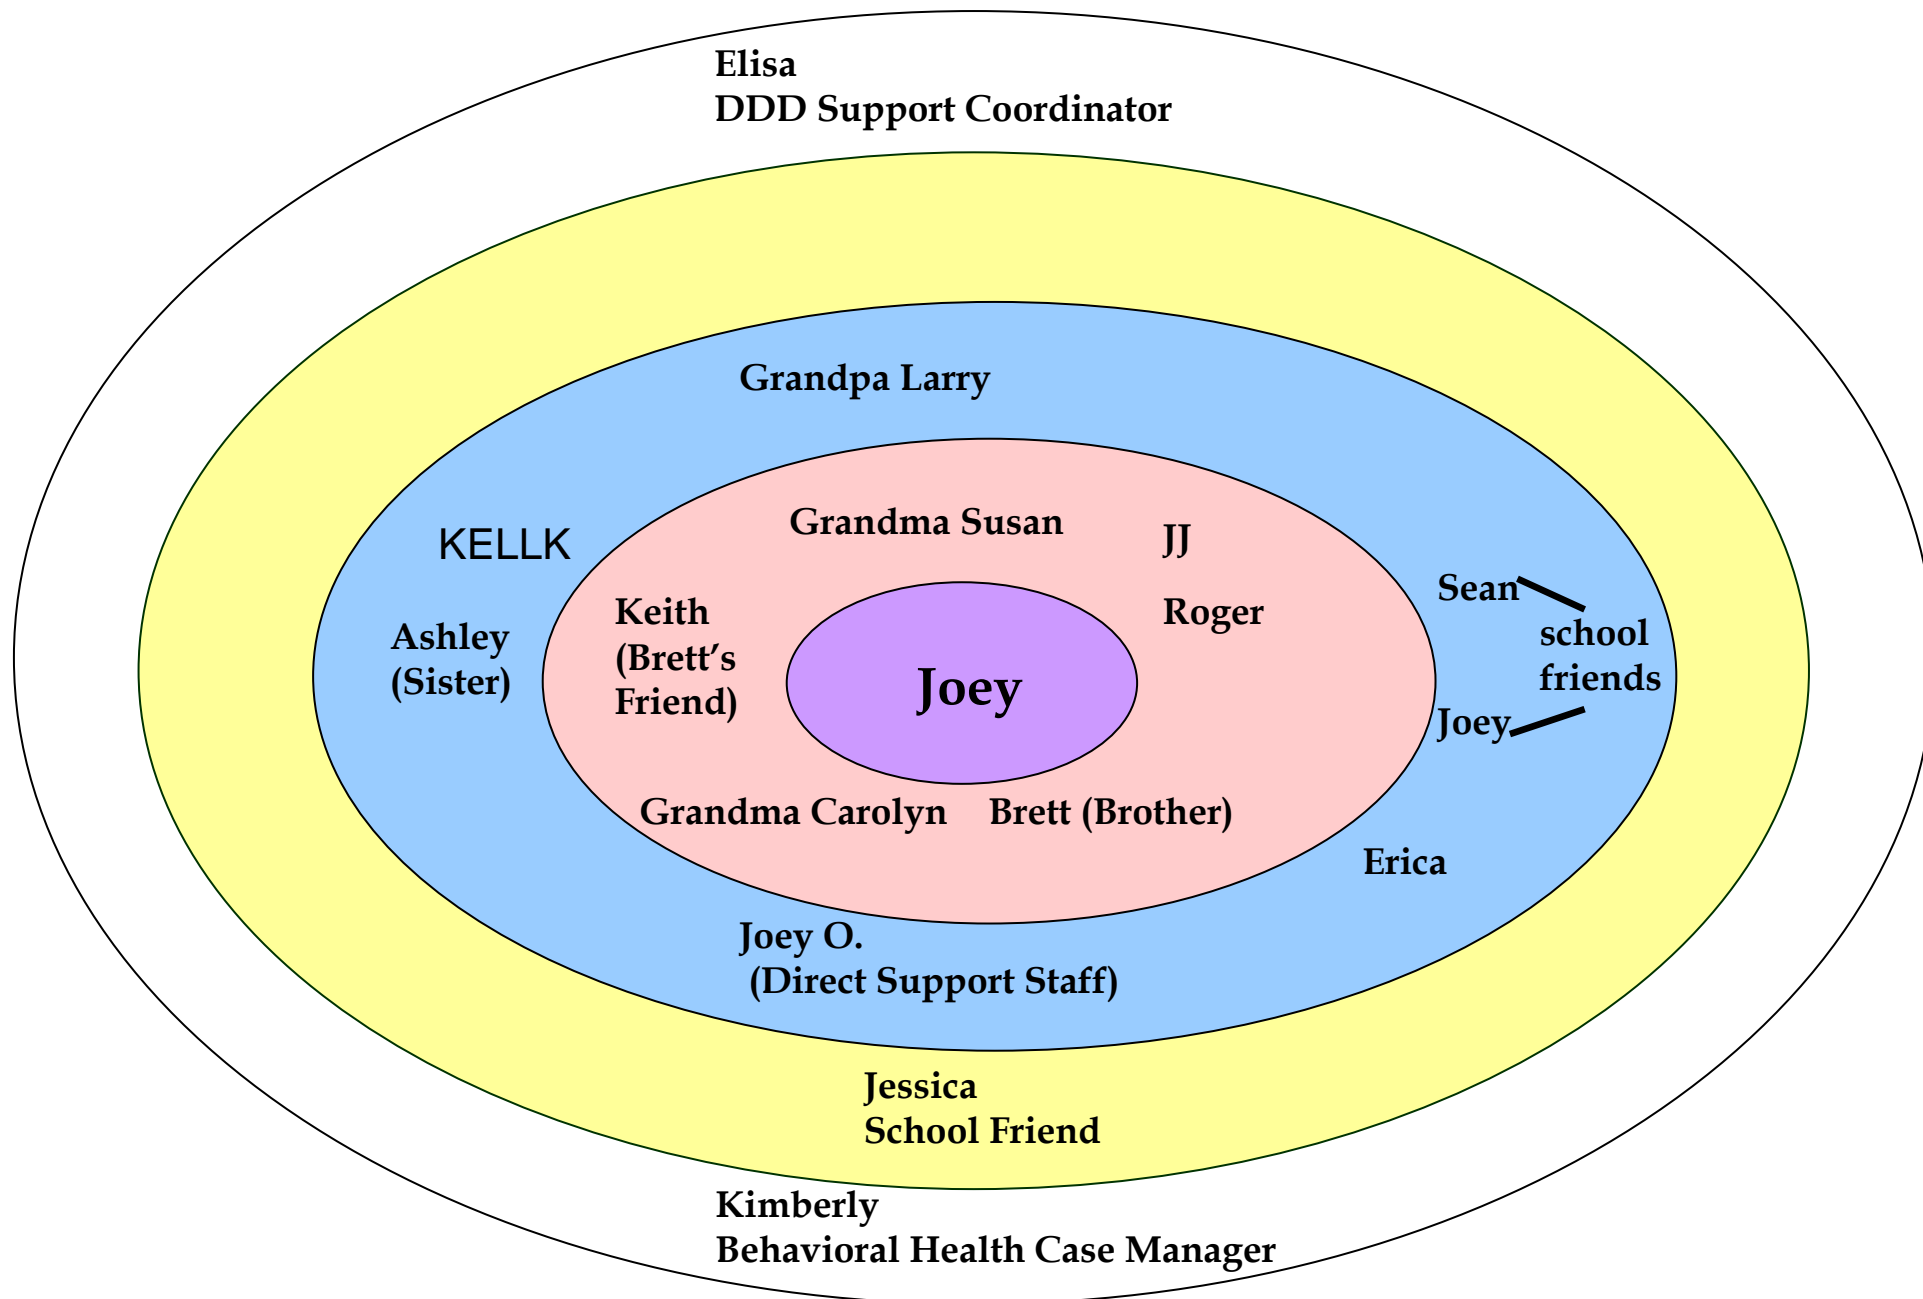 Elisa
DDD Support Coordinator
Grandpa Larry
Grandma Susan
JJ
KELLK
Keith
(Brett's
Friend)
Roger
Sean
school
friends
Joey
Ashley
(Sister)
Joey
Grandma Carolyn
Brett (Brother)
Erica
Joey O.
(Direct Support Staff)
Jessica
School Friend
Kimberly
Behavioral Health Case Manager